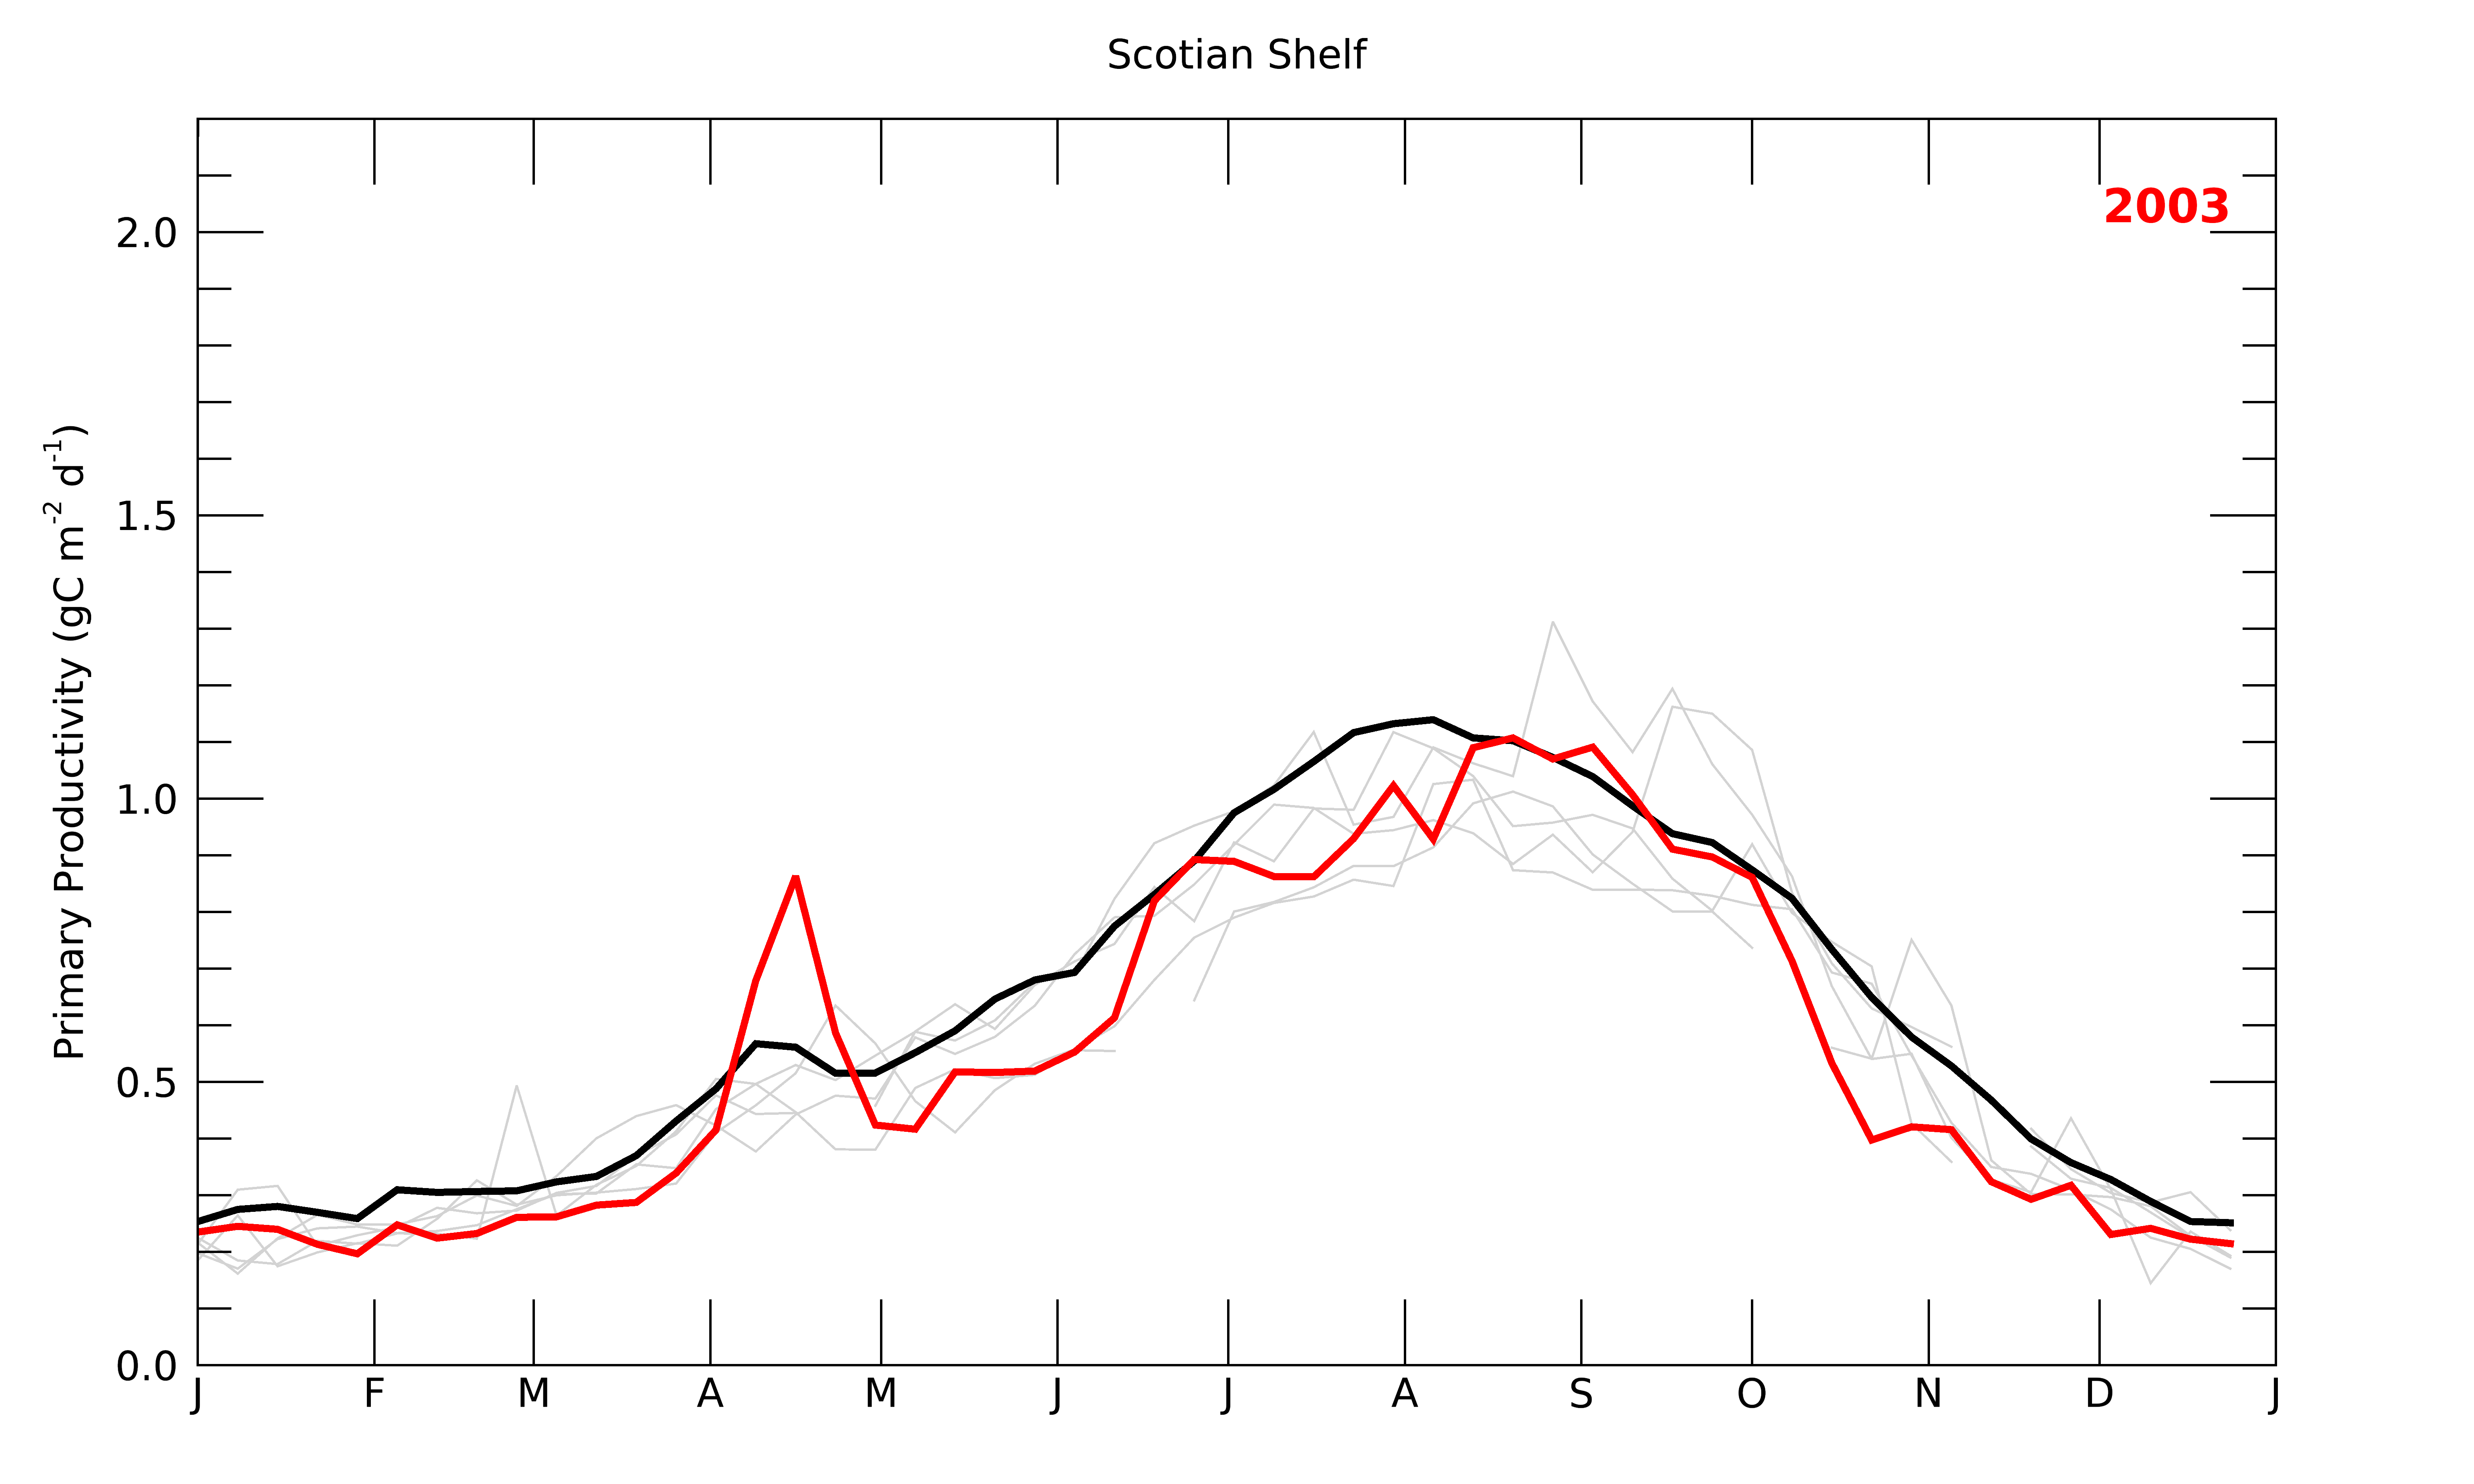 Scotian Shelf
2003
Primary Productivity (gC m-2 d-1)
2.0
1.5
1.0
0.5
0.0
J F M A M J J A S O N D J